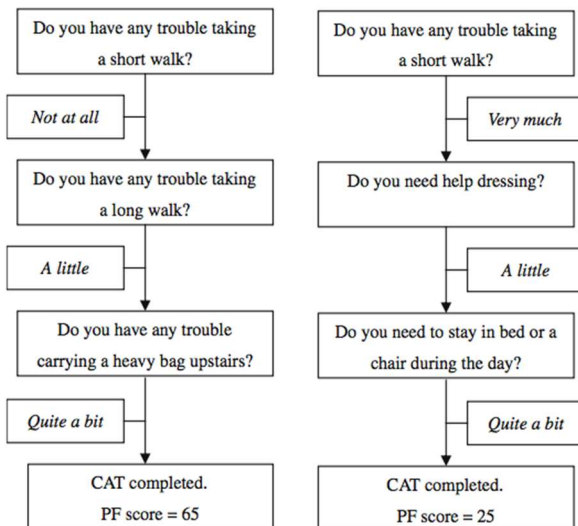 Do you have any trouble taking
a short walk?
Not at all
Do you have any trouble taking
a long walk?
A little
Do you have any trouble
carrying a heavy bag upstairs?
Quite a bit
CAT completed.
PF score = 65
Do you have any trouble taking
a short walk?
Very much
Do you need help dressing?
A little
Do you need to stay in bed or a
chair during the day?
Quite a bit
CAT completed.
PF score = 25